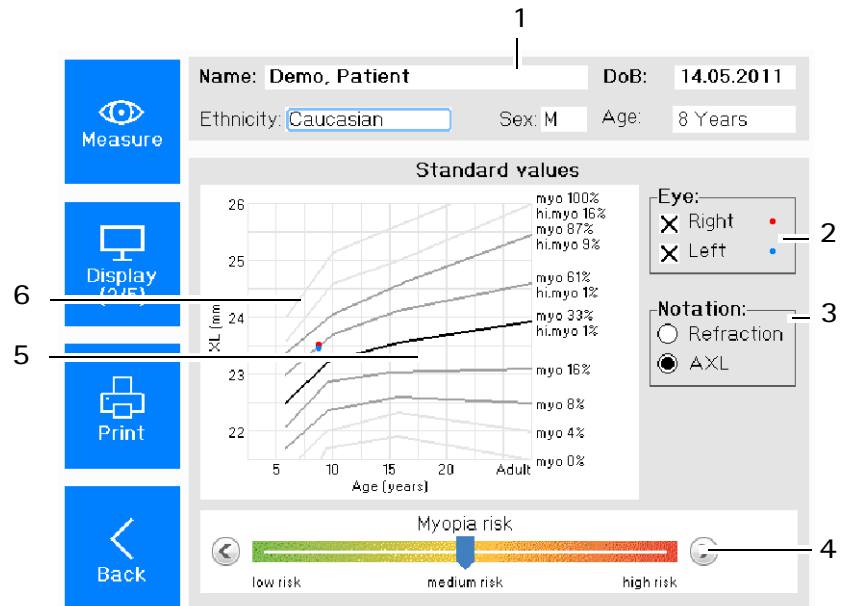 1
Name: Demo, Patient DoB: 14.05.2011
Ethnicity: Caucasian Sex: M Age: 8 Years
Measure
Display
(2/5)
Print
Back
Standard values
26
25
24
23
22
XL (mm
5 10 15 20 Adult
Age (years)
myo 100%
hi.myo 16%
myo 87%
hi.myo 9%
myo 61%
hi.myo 1%
myo 33%
hi.myo 1%
myo 16%
myo 8%
myo 4%
myo 0%
Eye:
Right
Left
2
Notation:
Refraction
AXL
3
6
5
Myopia risk
low risk medium risk high risk
4